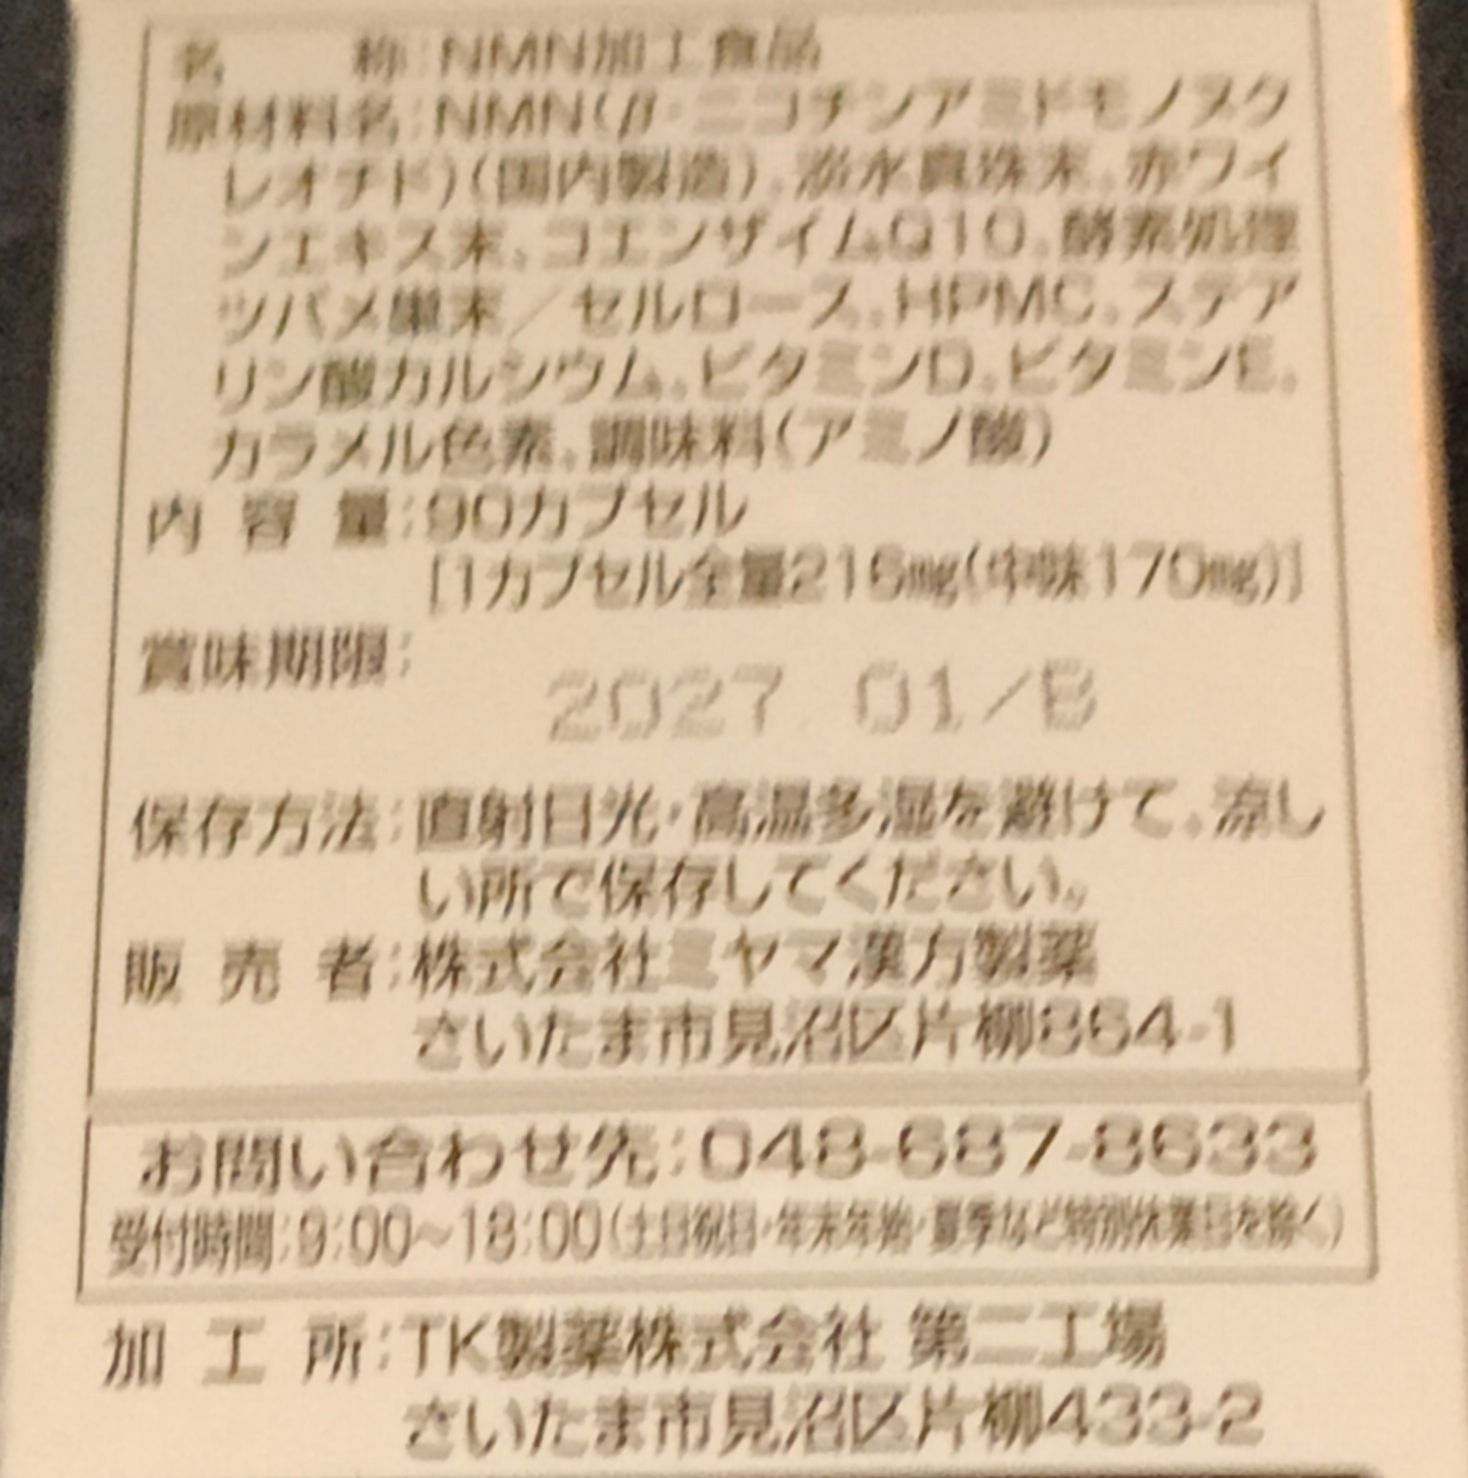 名 称:NMN加工食品
原材料名:NMN(β-ニコチンアミドモノヌク
レオチド)(国内製造)、淡水真珠末、赤ワイ
ンエキス末、コエンザイムQ10、酵素処理
ツバメ巣末/セルロース、HPMC、ステア
リン酸カルシウム、ビタミンD、ビタミンE、
カラメル色素、調味料(アミノ酸)
内容量:90カプセル
[1カプセル全量216㎎(中味170㎎)]
賞味期限:
2027.01/B
保存方法:直射日光・高温多湿を避けて、涼し
い所で保存してください。
販売者:株式会社ミヤマ漢方製薬
さいたま市見沼区片柳864-1
お問い合わせ先:048-687-8633
受付時間:9:00~18:00(土日祝日・年末年始・夏季など特別休業日を除く)
加工所:TK製薬株式会社 第二工場
さいたま市見沼区片柳433-2